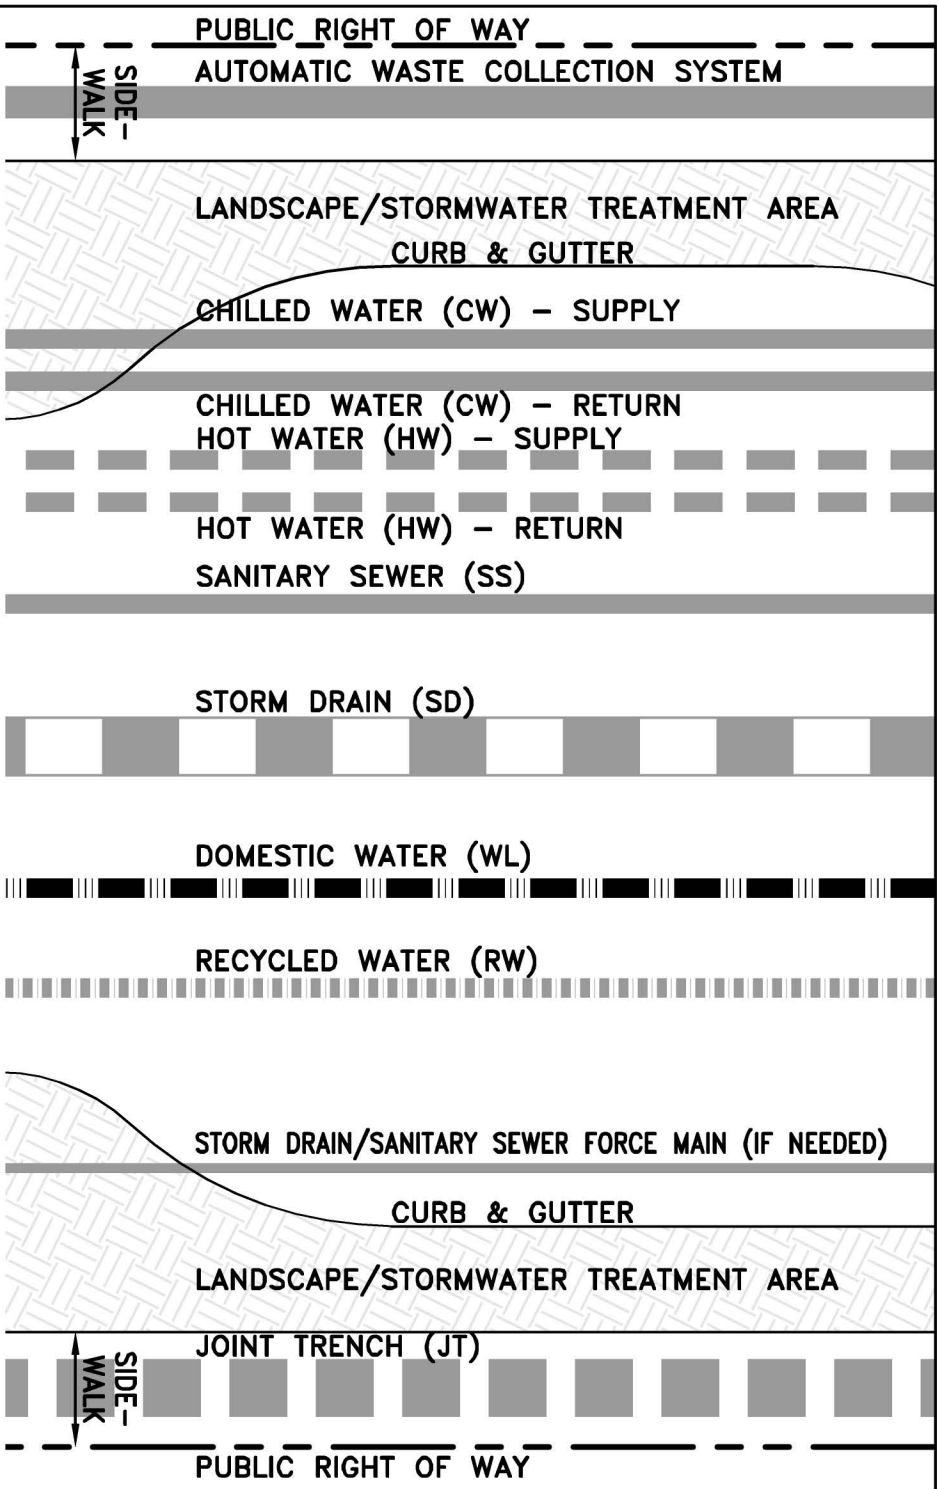 PUBLIC RIGHT OF WAY
AUTOMATIC WASTE COLLECTION SYSTEM
SIDE-
WALK
LANDSCAPE/STORMWATER TREATMENT AREA
CURB & GUTTER
CHILLED WATER (CW) - SUPPLY
CHILLED WATER (CW) - RETURN
HOT WATER (HW) - SUPPLY
HOT WATER (HW) - RETURN
SANITARY SEWER (SS)
STORM DRAIN (SD)
DOMESTIC WATER (WL)
RECYCLED WATER (RW)
STORM DRAIN/SANITARY SEWER FORCE MAIN (IF NEEDED)
CURB & GUTTER
LANDSCAPE/STORMWATER TREATMENT AREA
JOINT TRENCH (JT)
SIDE-
WALK
PUBLIC RIGHT OF WAY